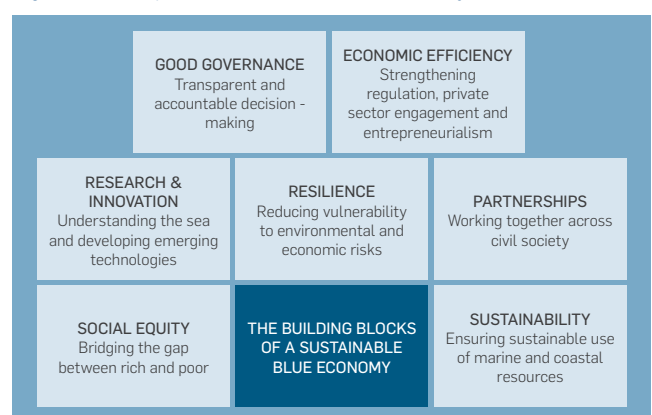 GOOD GOVERNANCE
Transparent and
accountable decision -
making
ECONOMIC EFFICIENCY
Strengthening
regulation, private
sector engagement and
entrepreneurialism
RESEARCH &
INNOVATION
Understanding the sea
and developing emerging
technologies
RESILIENCE
Reducing vulnerability
to environmental and
economic risks
PARTNERSHIPS
Working together across
civil society
SOCIAL EQUITY
Bridging the gap
between rich and poor
THE BUILDING BLOCKS
OF A SUSTAINABLE
BLUE ECONOMY
SUSTAINABILITY
Ensuring sustainable use
of marine and coastal
resources